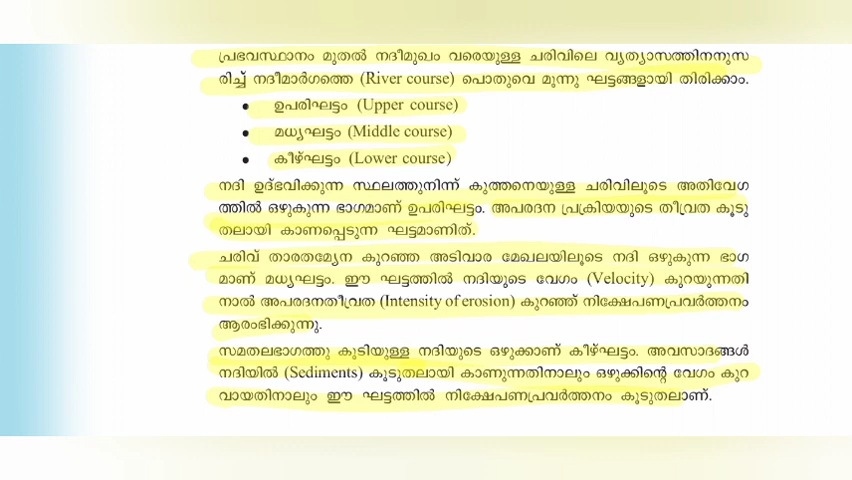 പ്രഭവസ്ഥാനം മുതൽ നദീമുഖം വരെയുള്ള ചരിവിലെ വ്യത്യാസത്തിനനുസ
രിച്ച് നദീമാർഗത്തെ (River course) പൊതുവെ മൂന്നു ഘട്ടങ്ങളായി തിരിക്കാം.
• ഉപരിഘട്ടം (Upper course)
• മധ്യഘട്ടം (Middle course)
• കീഴ്ഘട്ടം (Lower course)
നദി ഉദ്ഭവിക്കുന്ന സ്ഥലത്തുനിന്ന് കുത്തനെയുള്ള ചരിവിലൂടെ അതിവേഗ
ത്തിൽ ഒഴുകുന്ന ഭാഗമാണ് ഉപരിഘട്ടം. അപരദന പ്രക്രിയയുടെ തീവ്രത കൂടു
തലായി കാണപ്പെടുന്ന ഘട്ടമാണിത്.
ചരിവ് താരതമ്യേന കുറഞ്ഞ അടിവാര മേഖലയിലൂടെ നദി ഒഴുകുന്ന ഭാഗ
മാണ് മധ്യഘട്ടം. ഈ ഘട്ടത്തിൽ നദിയുടെ വേഗം (Velocity) കുറയുന്നതി
നാൽ അപരദനതീവ്രത (Intensity of erosion) കുറഞ്ഞ് നിക്ഷേപണപ്രവർത്തനം
ആരംഭിക്കുന്നു.
സമതലഭാഗത്തു കൂടിയുള്ള നദിയുടെ ഒഴുക്കാണ് കീഴ്ഘട്ടം. അവസാദങ്ങൾ
നദിയിൽ (Sediments) കൂടുതലായി കാണുന്നതിനാലും ഒഴുക്കിന്റെ വേഗം കുറ
വായതിനാലും ഈ ഘട്ടത്തിൽ നിക്ഷേപണപ്രവർത്തനം കൂടുതലാണ്.